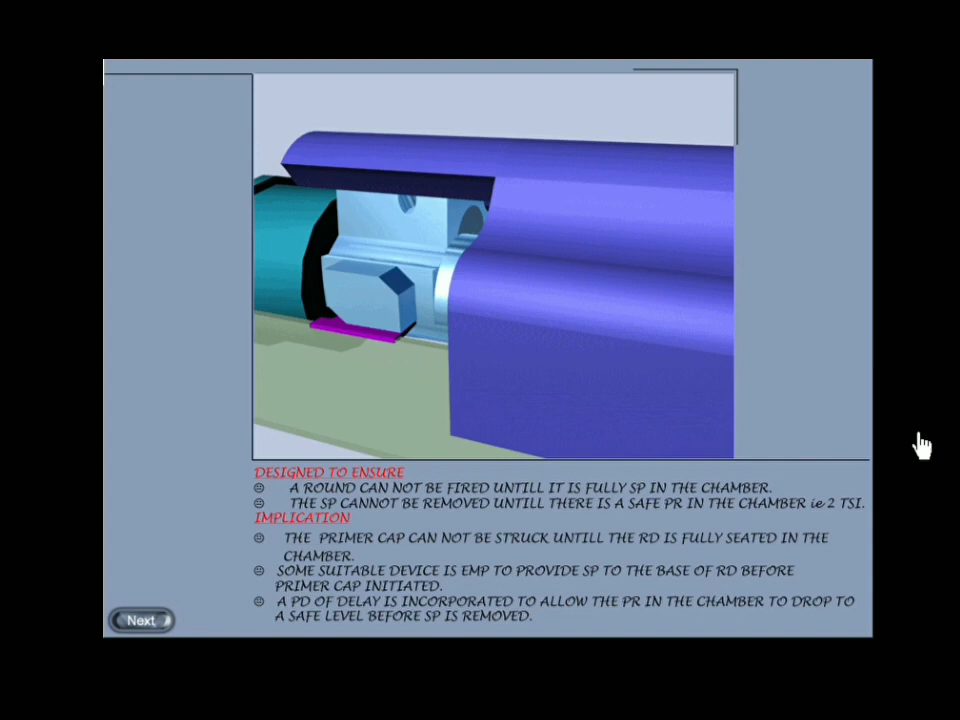 DESIGNED TO ENSURE
A ROUND CAN NOT BE FIRED UNTILL IT IS FULLY SP IN THE CHAMBER.
THE SP CANNOT BE REMOVED UNTILL THERE IS A SAFE PR IN THE CHAMBER ie 2 TSI.
IMPLICATION
THE PRIMER CAP CAN NOT BE STRUCK UNTILL THE RD IS FULLY SEATED IN THE
CHAMBER.
SOME SUITABLE DEVICE IS EMP TO PROVIDE SP TO THE BASE OF RD BEFORE
PRIMER CAP INITIATED.
A PD OF DELAY IS INCORPORATED TO ALLOW THE PR IN THE CHAMBER TO DROP TO
A SAFE LEVEL BEFORE SP IS REMOVED.
Next